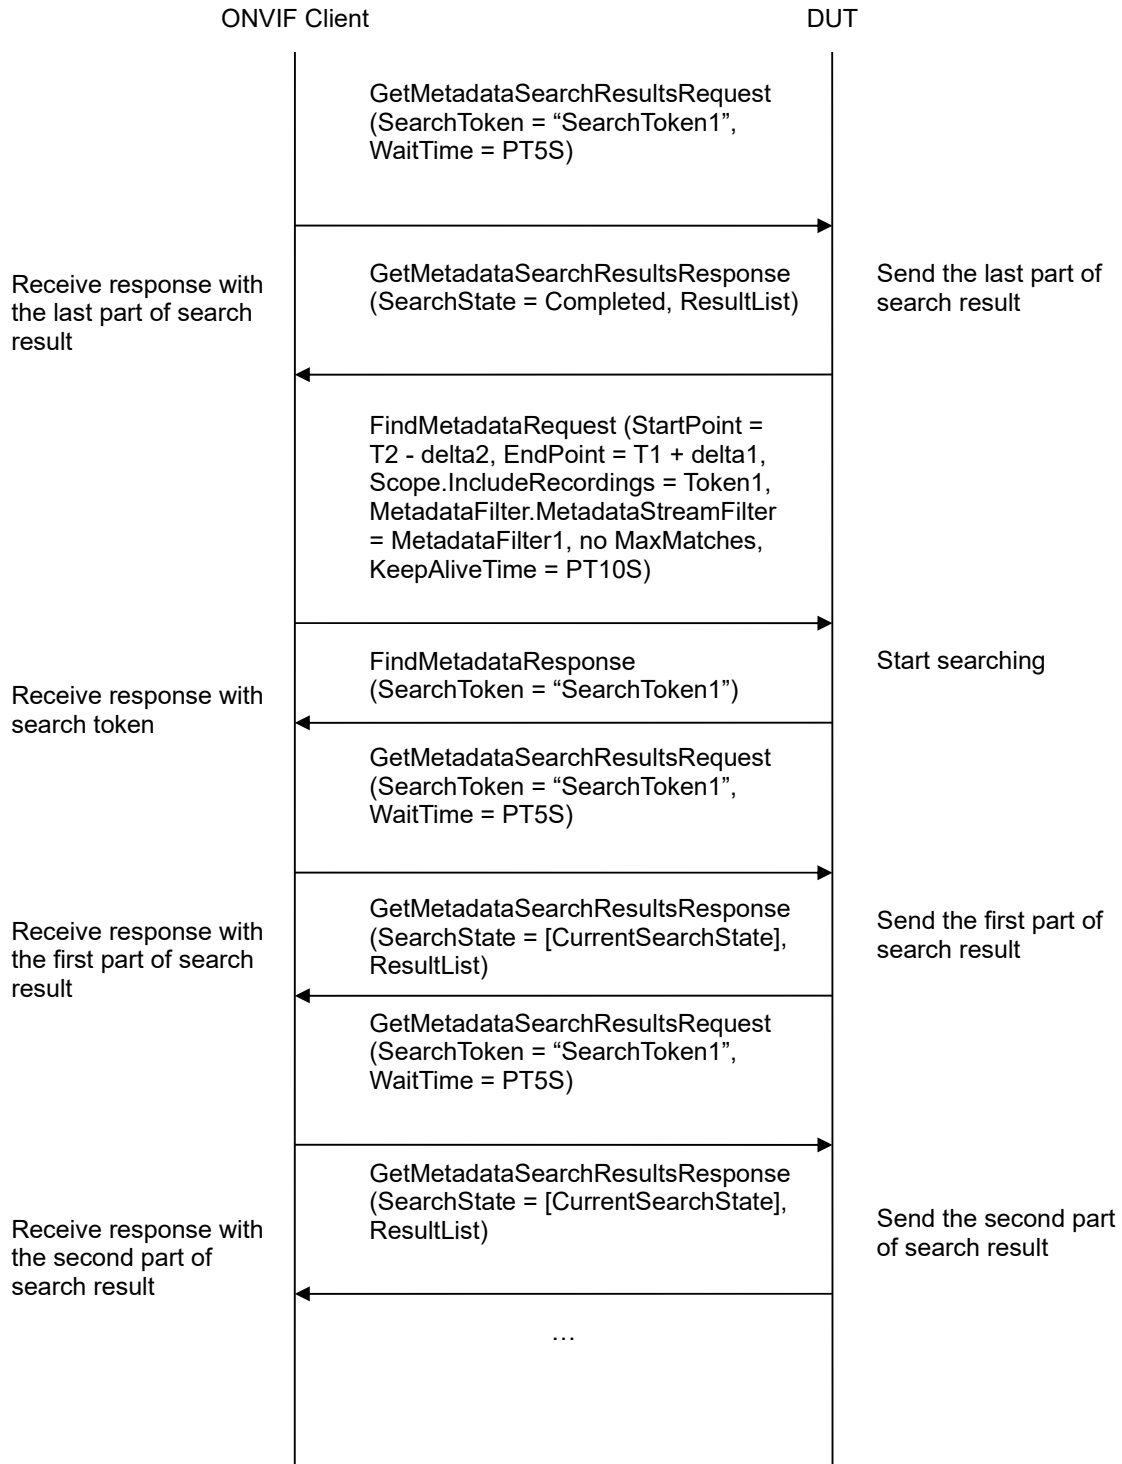 ONVIF Client
DUT
GetMetadataSearchResultsRequest
(SearchToken = “SearchToken1”,
WaitTime = PT5S)
Receive response with
the last part of search
result
GetMetadataSearchResultsResponse
(SearchState = Completed, ResultList)
Send the last part of
search result
FindMetadataRequest (StartPoint =
T2 - delta2, EndPoint = T1 + delta1,
Scope.IncludeRecordings = Token1,
MetadataFilter.MetadataStreamFilter
= MetadataFilter1, no MaxMatches,
KeepAliveTime = PT10S)
Receive response with
search token
FindMetadataResponse
(SearchToken = “SearchToken1”)
Start searching
GetMetadataSearchResultsRequest
(SearchToken = “SearchToken1”,
WaitTime = PT5S)
Receive response with
the first part of search
result
GetMetadataSearchResultsResponse
(SearchState = [CurrentSearchState],
ResultList)
Send the first part of
search result
GetMetadataSearchResultsRequest
(SearchToken = “SearchToken1”,
WaitTime = PT5S)
Receive response with
the second part of
search result
GetMetadataSearchResultsResponse
(SearchState = [CurrentSearchState],
ResultList)
Send the second part
of search result
…